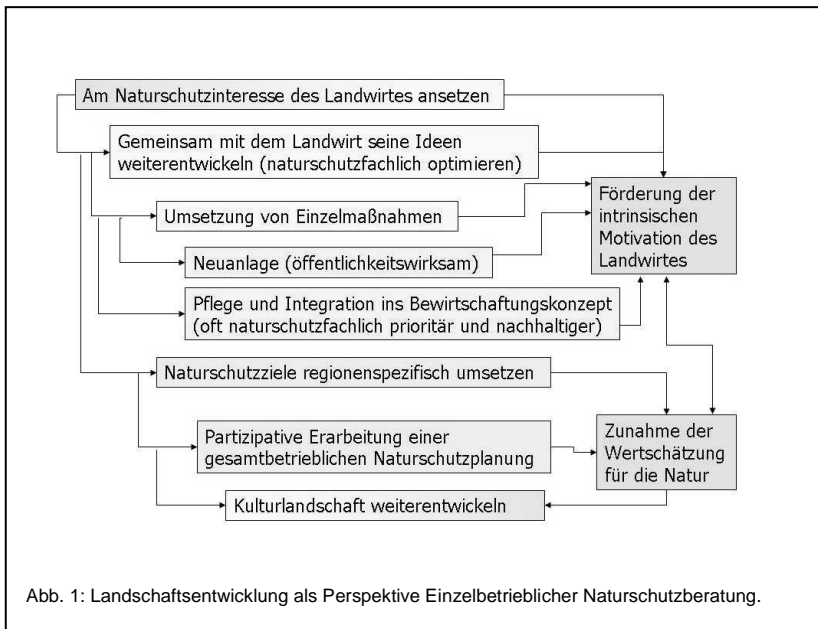 Am Naturschutzinteresse des Landwirtes ansetzen
Gemeinsam mit dem Landwirt seine Ideen
weiterentwickeln (naturschutzfachlich optimieren)
Umsetzung von Einzelmaßnahmen
Neuanlage (öffentlichkeitswirksam)
Pflege und Integration ins Bewirtschaftungskonzept
(oft naturschutzfachlich prioritär und nachhaltiger)
Förderung der
intrinsischen
Motivation des
Landwirtes
Naturschutzziele regionenspezifisch umsetzen
Partizipative Erarbeitung einer
gesamtbetrieblichen Naturschutzplanung
Kulturlandschaft weiterentwickeln
Zunahme der
Wertschätzung
für die Natur
Abb. 1: Landschaftsentwicklung als Perspektive Einzelbetrieblicher Naturschutzberatung.